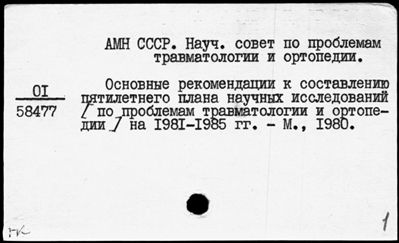 АМН СССР. Науч. совет по проблемам
травматологии и ортопедии.
01
58477
Основные рекомендации к составлению
пятилетнего плана научных исследований
/ по проблемам травматологии и ортопе-
дии / на 1981-1985 гг. - М., 1980.
1